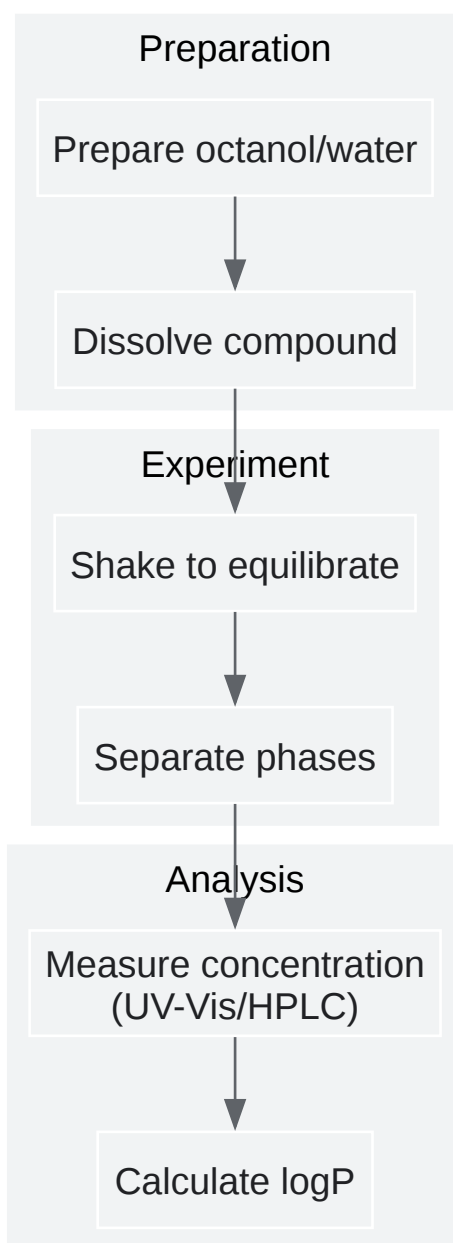 Preparation
Prepare octanol/water
Dissolve compound
Experiment
Shake to equilibrate
Separate phases
Analysis
Measure concentration
(UV-Vis/HPLC)
Calculate logP